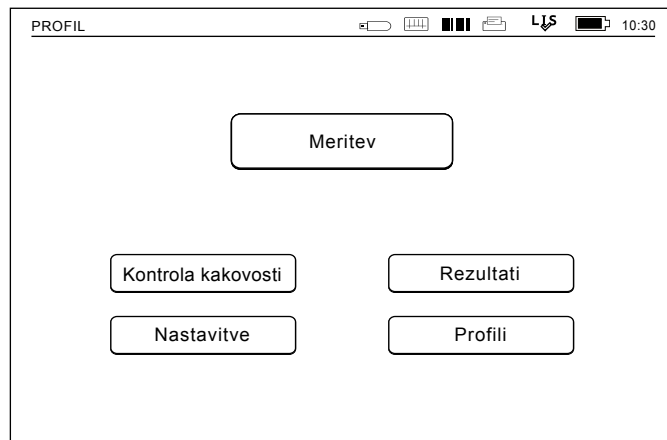 PROFIL LIS 10:30
Meritev
Kontrola kakovosti Rezultati
Nastavitve Profili